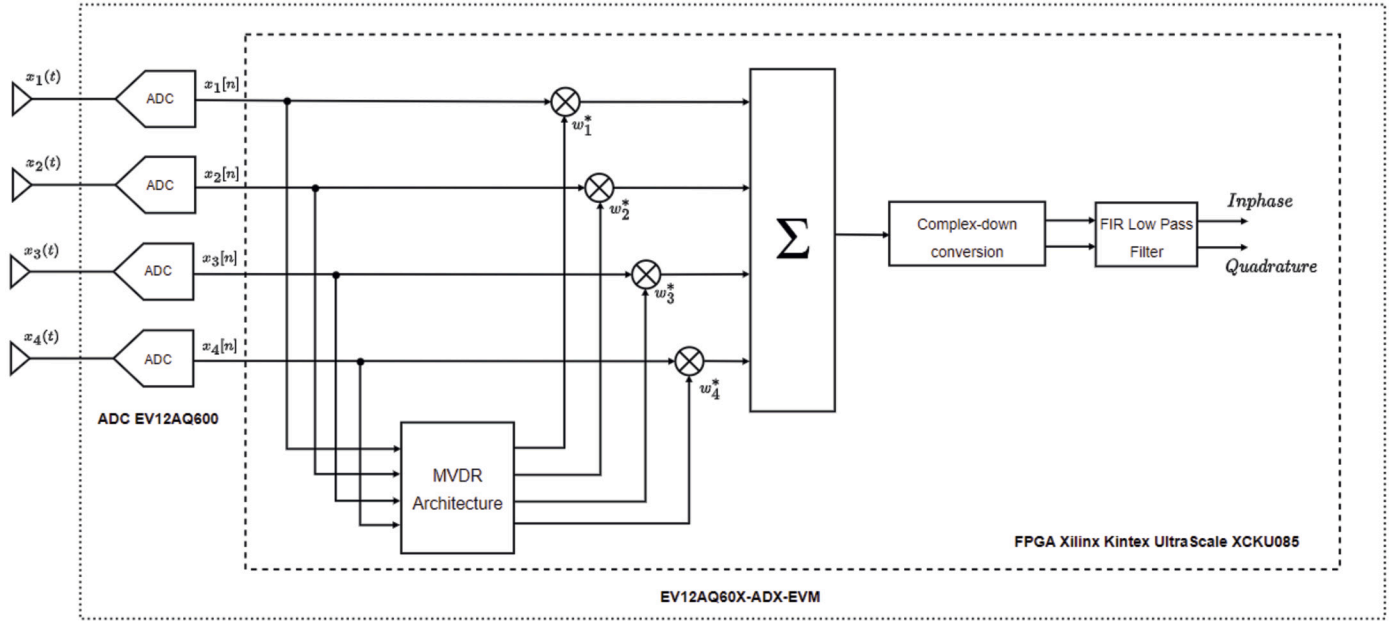 x₁(t)
ADC
x₁[n]
w₁*
x₂(t)
ADC
x₂[n]
w₂*
x₃(t)
ADC
x₃[n]
w₃*
x₄(t)
ADC
x₄[n]
w₄*
ADC EV12AQ600
MVDR
Architecture
Σ
Complex-down
conversion
FIR Low Pass
Filter
Inphase
Quadrature
FPGA Xilinx Kintex UltraScale XCKU085
EV12AQ60X-ADX-EVM